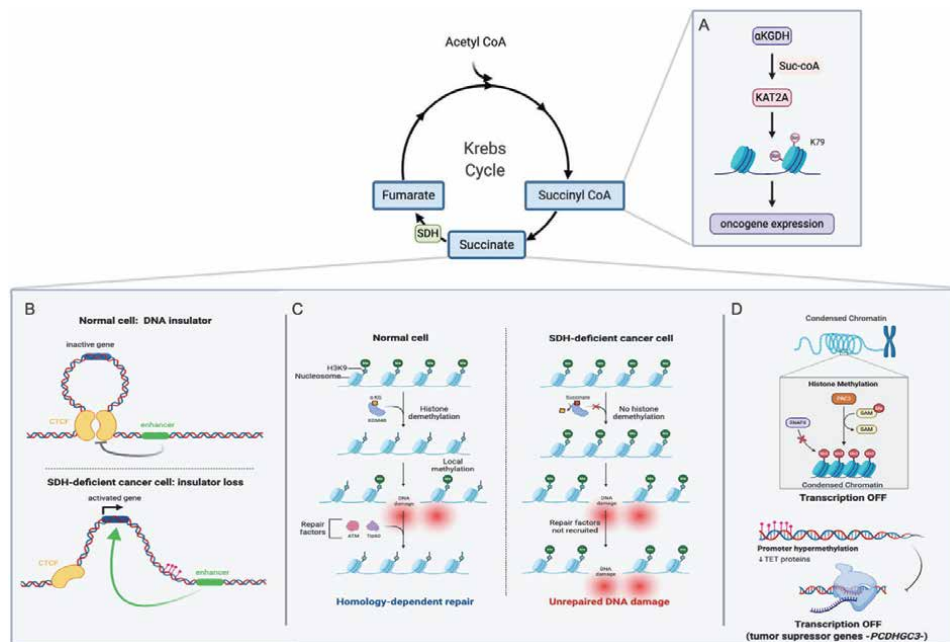 Acetyl CoA
Krebs
Cycle
Fumarate
Succinyl CoA
SDH
Succinate
A
αKGDH
Suc-coA
KAT2A
K79
oncogene expression
B
Normal cell: DNA insulator
inactive gene
CTCF
enhancer
SDH-deficient cancer cell: insulator loss
activated gene
CTCF
enhancer
C
Normal cell
H3K9
Nucleosome
α-KG
Histone
demethylation
Local
methylation
DNA
damage
Repair
factors
ATM
Homology-dependent repair
SDH-deficient cancer cell
Succinate
No histone
demethylation
DNA
damage
Repair factors
not recruited
DNA
damage
Unrepaired DNA damage
D
Condensed Chromatin
Histone Methylation
SAM
SAM
Condensed Chromatin
Transcription OFF
Promoter hypermethylation
↓ TET proteins
Transcription OFF
(tumor supressor genes -PCDHGC3-)